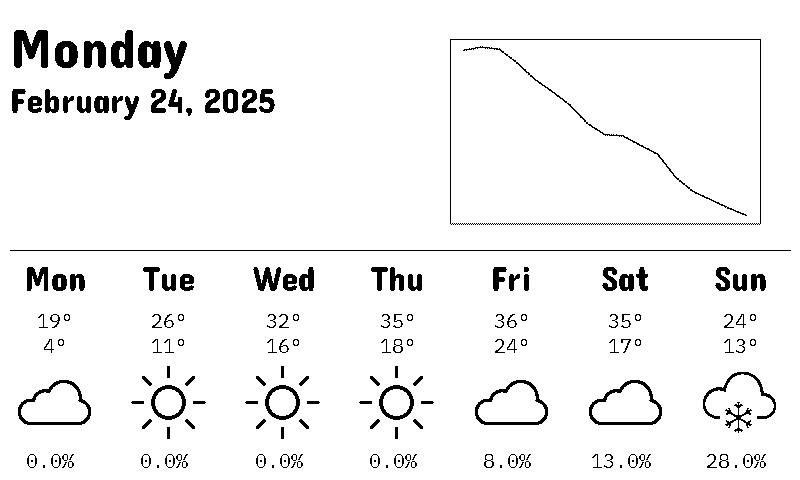 Monday
February 24, 2025
Mon Tue Wed Thu Fri Sat Sun
19° 26° 32° 35° 36° 35° 24°
4° 11° 16° 18° 24° 17° 13°
0.0% 0.0% 0.0% 0.0% 8.0% 13.0% 28.0%